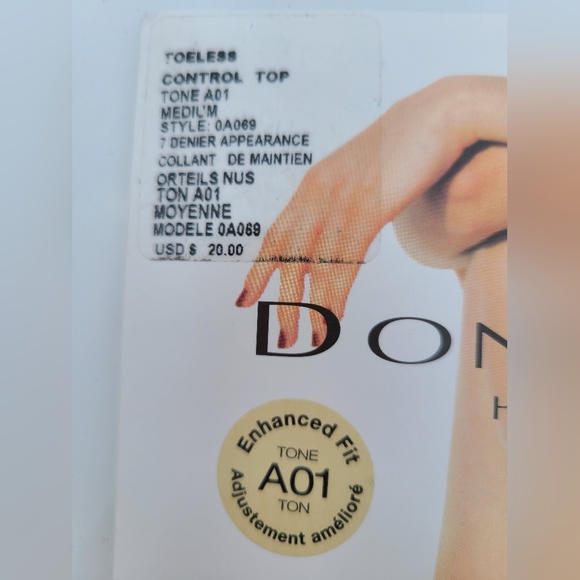 TOELESS
CONTROL TOP
TONE A01
MEDIUM
STYLE: 0A069
7 DENIER APPEARANCE
COLLANT DE MAINTIEN
ORTEILS NUS
TON A01
MOYENNE
MODELE 0A069
USD $ 20.00
DON
H
Enhanced Fit
TONE
A01
TON
Adjustement amélioré